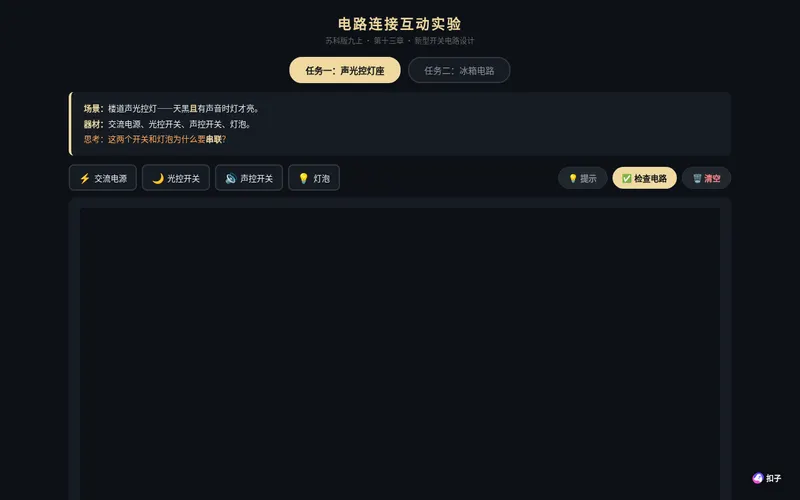 电路连接互动实验
苏科版九上 · 第十三章 · 新型开关电路设计
任务一：声光控灯座
任务二：冰箱电路
场景：楼道声光控灯——天黑且有声音时灯才亮。
器材：交流电源、光控开关、声控开关、灯泡。
思考：这两个开关和灯泡为什么要串联?
⚡ 交流电源
🌙 光控开关
🔊 声控开关
💡 灯泡
💡 提示
✅ 检查电路
🗑️ 清空
扣子